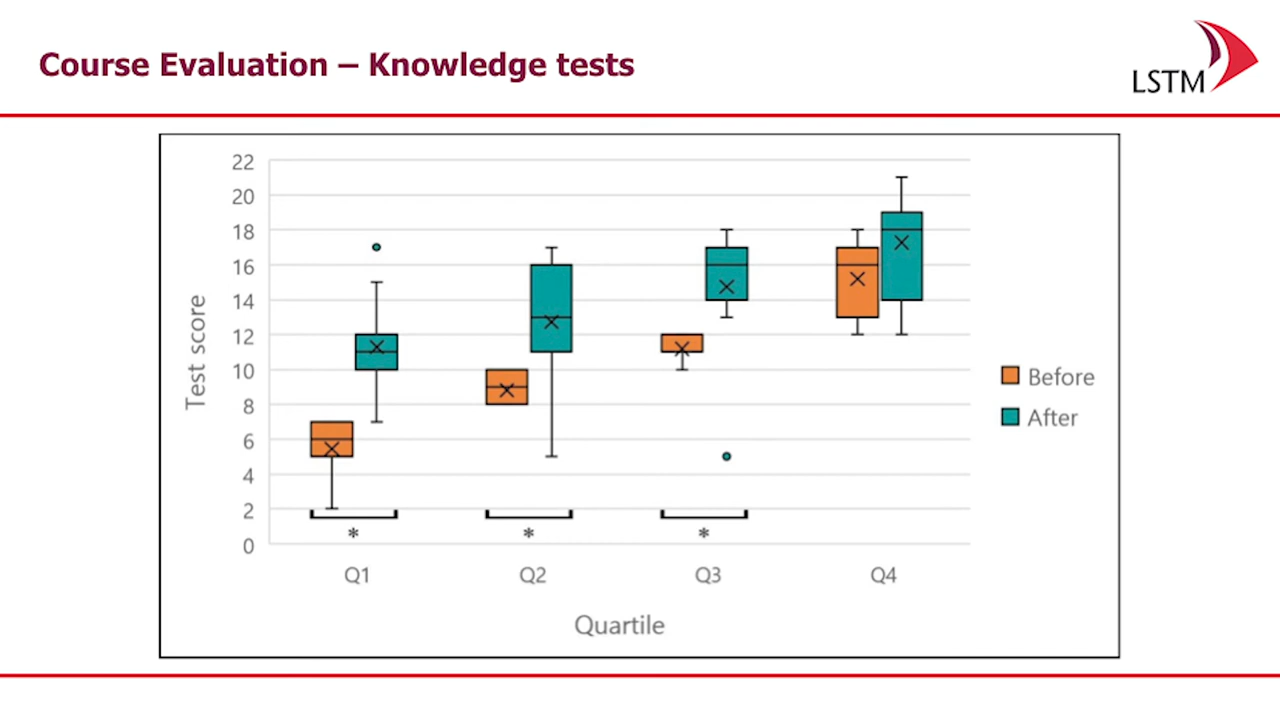 Course Evaluation – Knowledge tests
LSTM
22
20
18
16
14
12
10
8
6
4
2
0
Test score
* * *
Q1 Q2 Q3 Q4
Quartile
Before
After